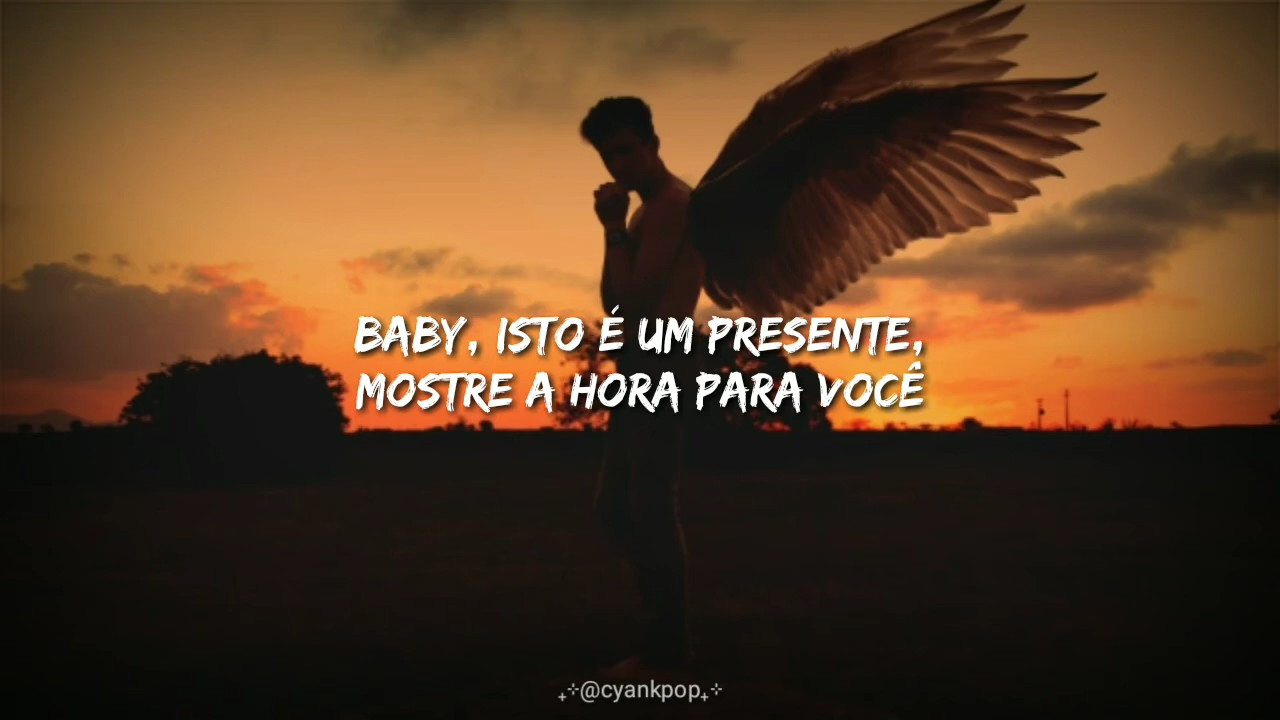 BABY, ISTO É UM PRESENTE,
MOSTRE A HORA PARA VOCÊ
₊⊹@cyankpop₊⊹